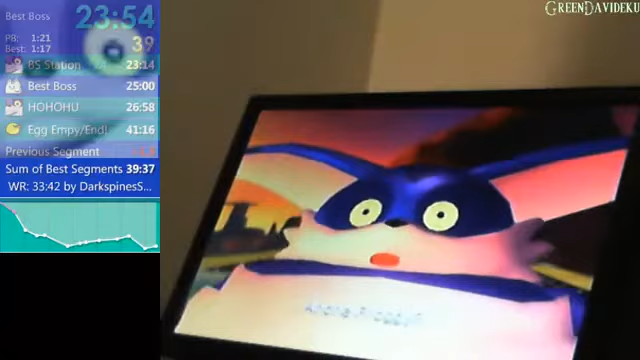 GREENDAVIDEKU
Best Boss
23:54
39
PB: 1:21
Best: 1:17
BS Station
23:14
Best Boss 25:00
HOHOHU 26:58
Egg Empy/End! 41:16
Previous Segment
Sum of Best Segments 39:37
WR: 33:42 by DarkspinesS...